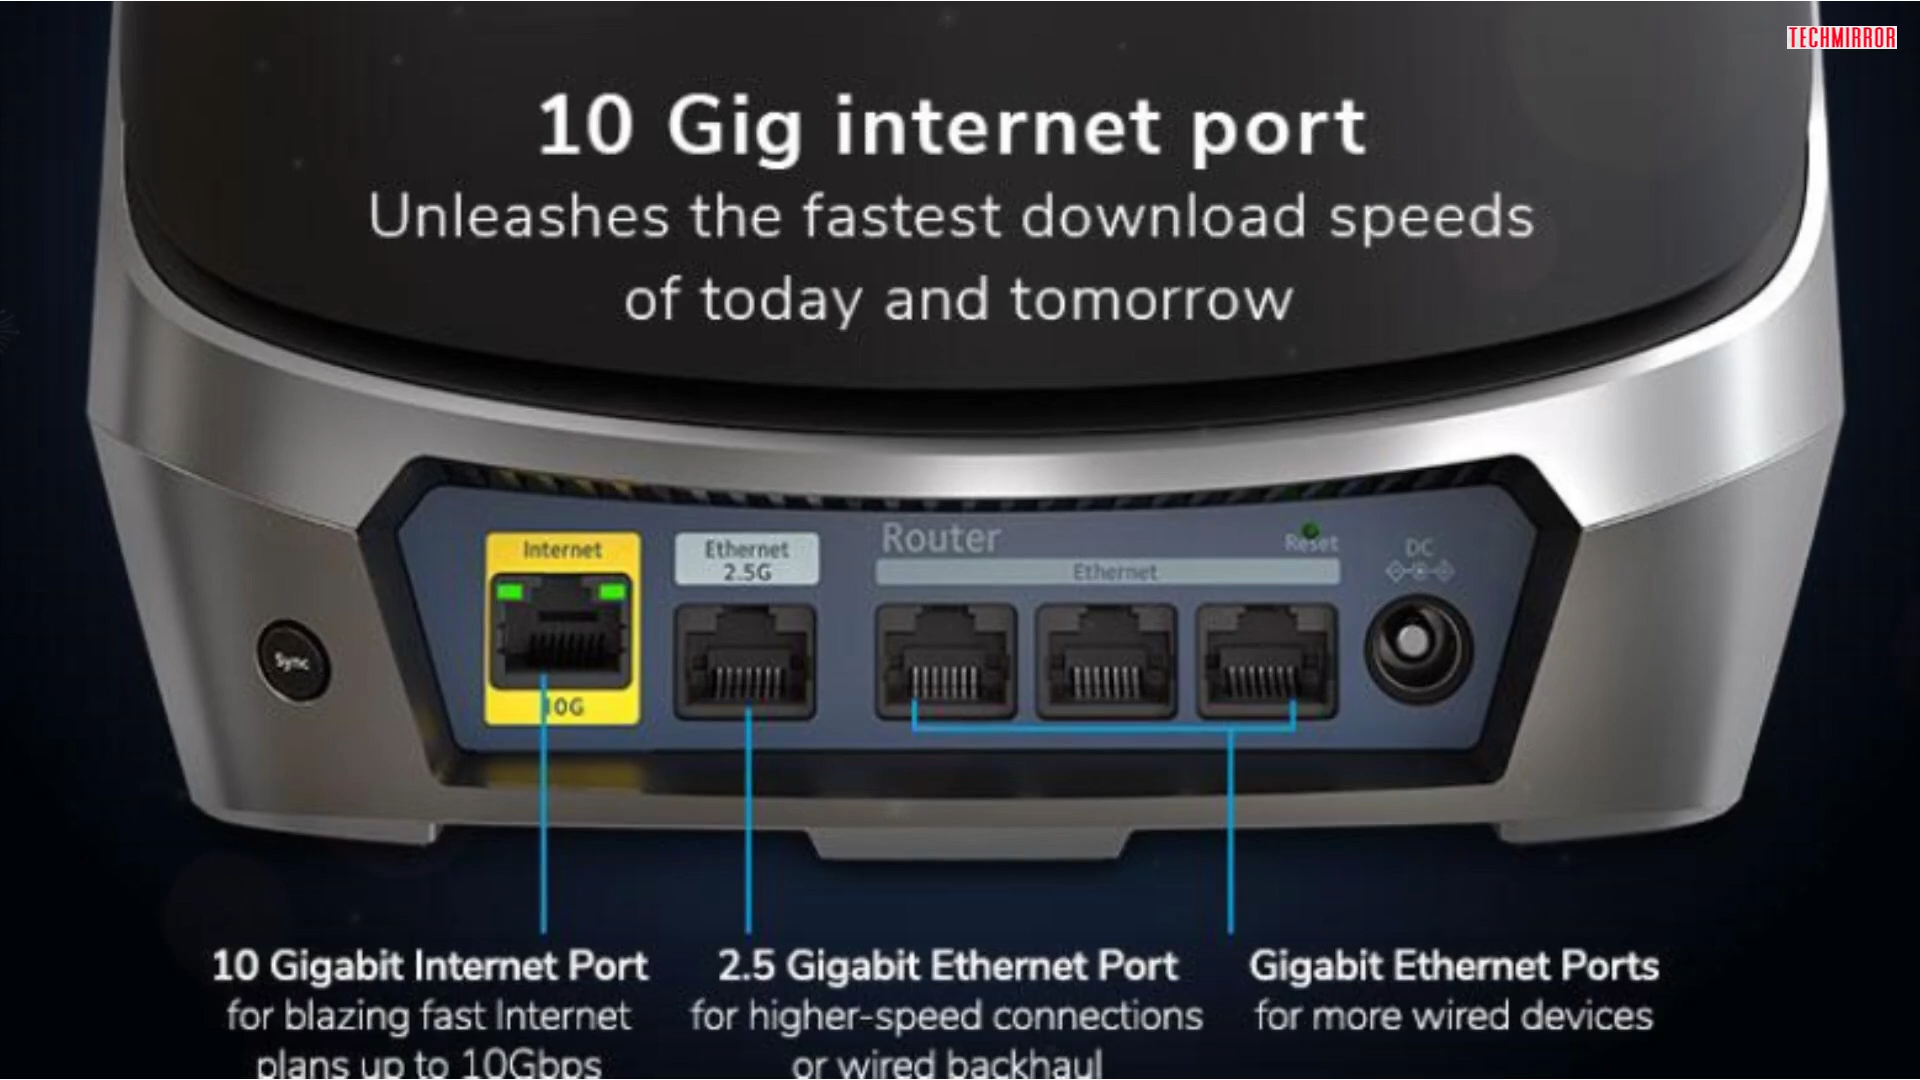 TECHMIRROR
10 Gig internet port
Unleashes the fastest download speeds
of today and tomorrow
Internet
10G
Ethernet
2.5G
Router
Ethernet
Reset
DC
Sync
10 Gigabit Internet Port
for blazing fast Internet
plans up to 10Gbps
2.5 Gigabit Ethernet Port
for higher-speed connections
or wired backhaul
Gigabit Ethernet Ports
for more wired devices